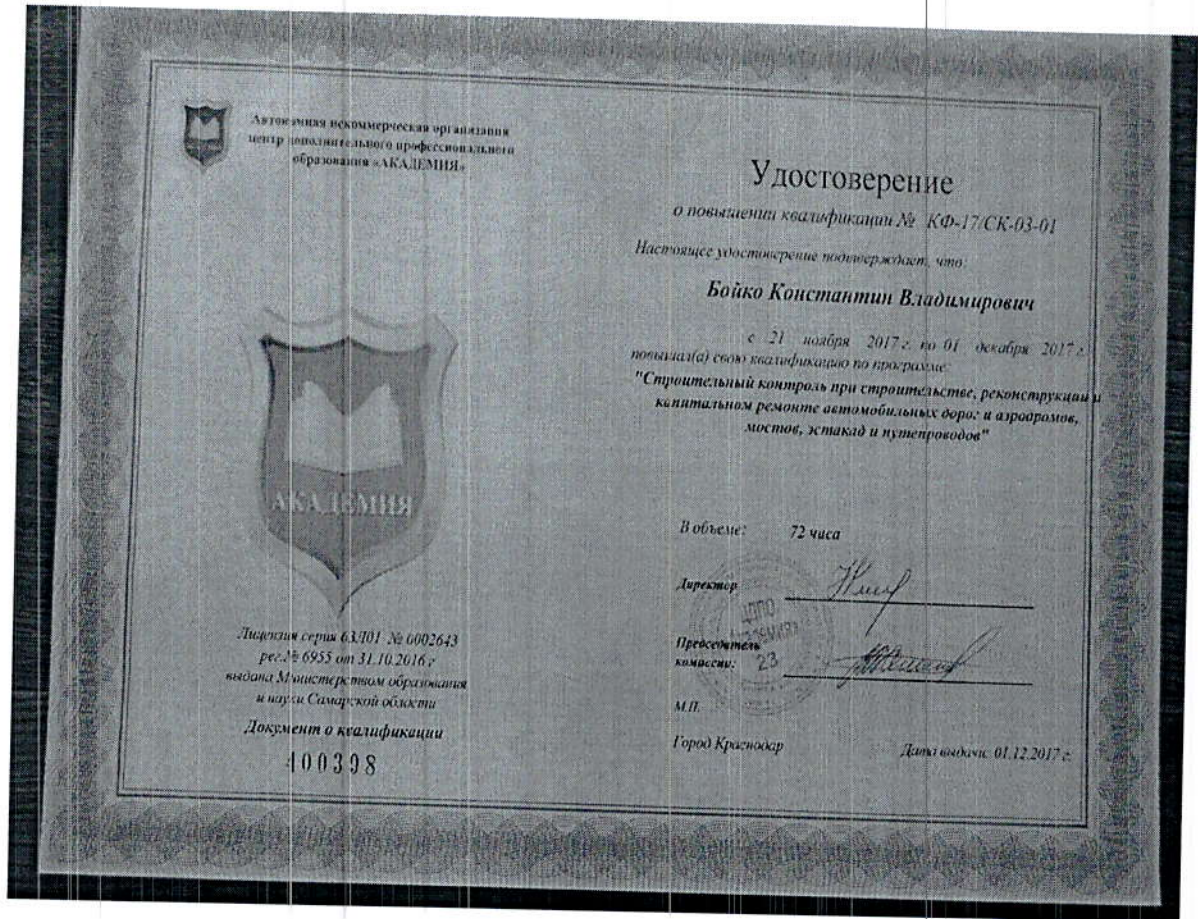 Автономная некоммерческая организация
центр дополнительного профессионального
образования «АКАДЕМИЯ»
АКАДЕМИЯ
Лицензия серия 63Л01 № 0002643
рег.№ 6955 от 31.10.2016 г
выдана Министерством образования
и науки Самарской области
Документ о квалификации
400398
Удостоверение
о повышении квалификации № КФ-17/СК-03-01
Настоящее удостоверение подтверждает, что:
Бойко Константин Владимирович
с 21 ноября 2017 г. по 01 декабря 2017 г.
повышал(а) свою квалификацию по программе:
"Строительный контроль при строительстве, реконструкции и
капитальном ремонте автомобильных дорог и аэродромов,
мостов, эстакад и путепроводов"
В объеме: 72 часа
Директор
ЦДПО
23
Председатель
комиссии:
М.П.
Город Краснодар Дата выдачи: 01.12.2017 г.